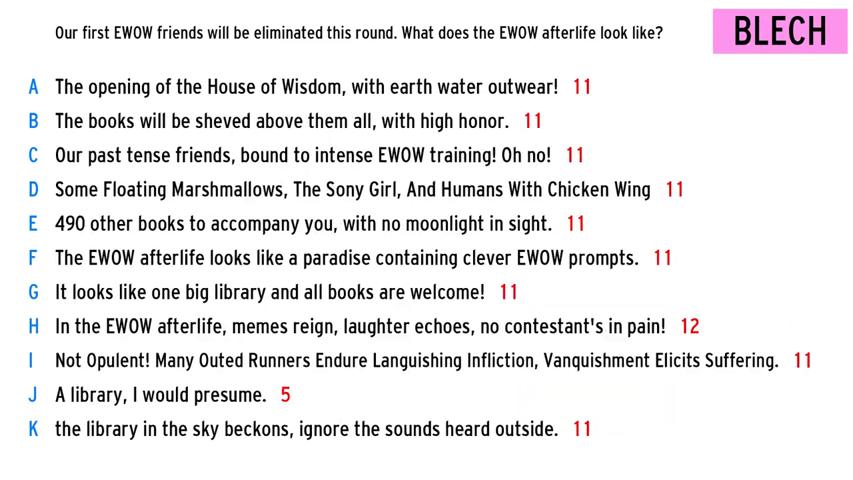 Our first EWOW friends will be eliminated this round. What does the EWOW afterlife look like?
BLECH
A The opening of the House of Wisdom, with earth water outwear! 11
B The books will be sheved above them all, with high honor. 11
C Our past tense friends, bound to intense EWOW training! Oh no! 11
D Some Floating Marshmallows, The Sony Girl, And Humans With Chicken Wing 11
E 490 other books to accompany you, with no moonlight in sight. 11
F The EWOW afterlife looks like a paradise containing clever EWOW prompts. 11
G It looks like one big library and all books are welcome! 11
H In the EWOW afterlife, memes reign, laughter echoes, no contestant's in pain! 12
I Not Opulent! Many Outed Runners Endure Languishing Infliction, Vanquishment Elicits Suffering. 11
J A library, I would presume. 5
K the library in the sky beckons, ignore the sounds heard outside. 11